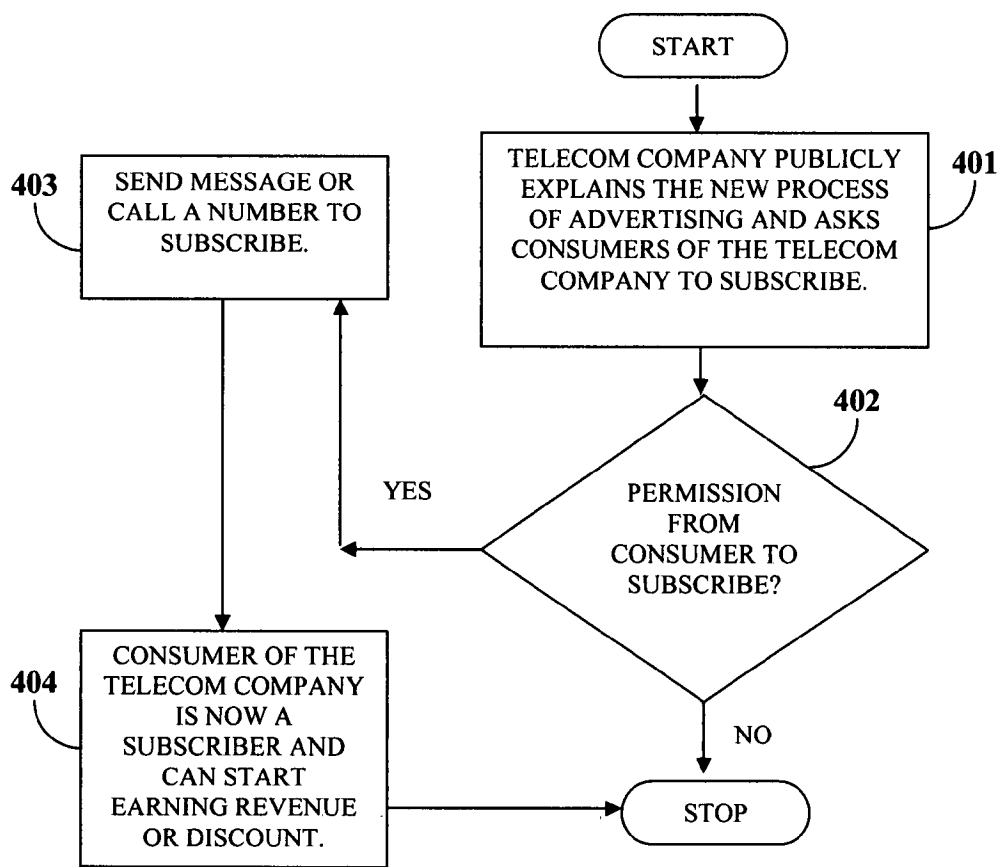 START
TELECOM COMPANY PUBLICLY
EXPLAINS THE NEW PROCESS
OF ADVERTISING AND ASKS
CONSUMERS OF THE TELECOM
COMPANY TO SUBSCRIBE.
401
402
PERMISSION
FROM
CONSUMER TO
SUBSCRIBE?
YES
403
SEND MESSAGE OR
CALL A NUMBER TO
SUBSCRIBE.
404
CONSUMER OF THE
TELECOM COMPANY
IS NOW A
SUBSCRIBER AND
CAN START
EARNING REVENUE
OR DISCOUNT.
NO
STOP